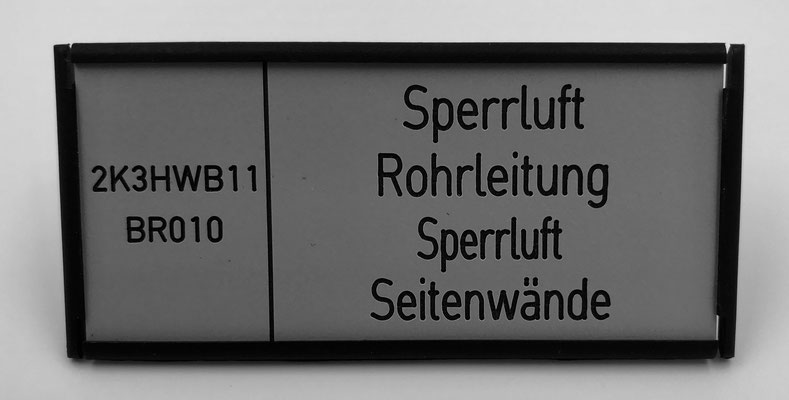 2K3HWB11
BR010
Sperrluft
Rohrleitung
Sperrluft
Seitenwände